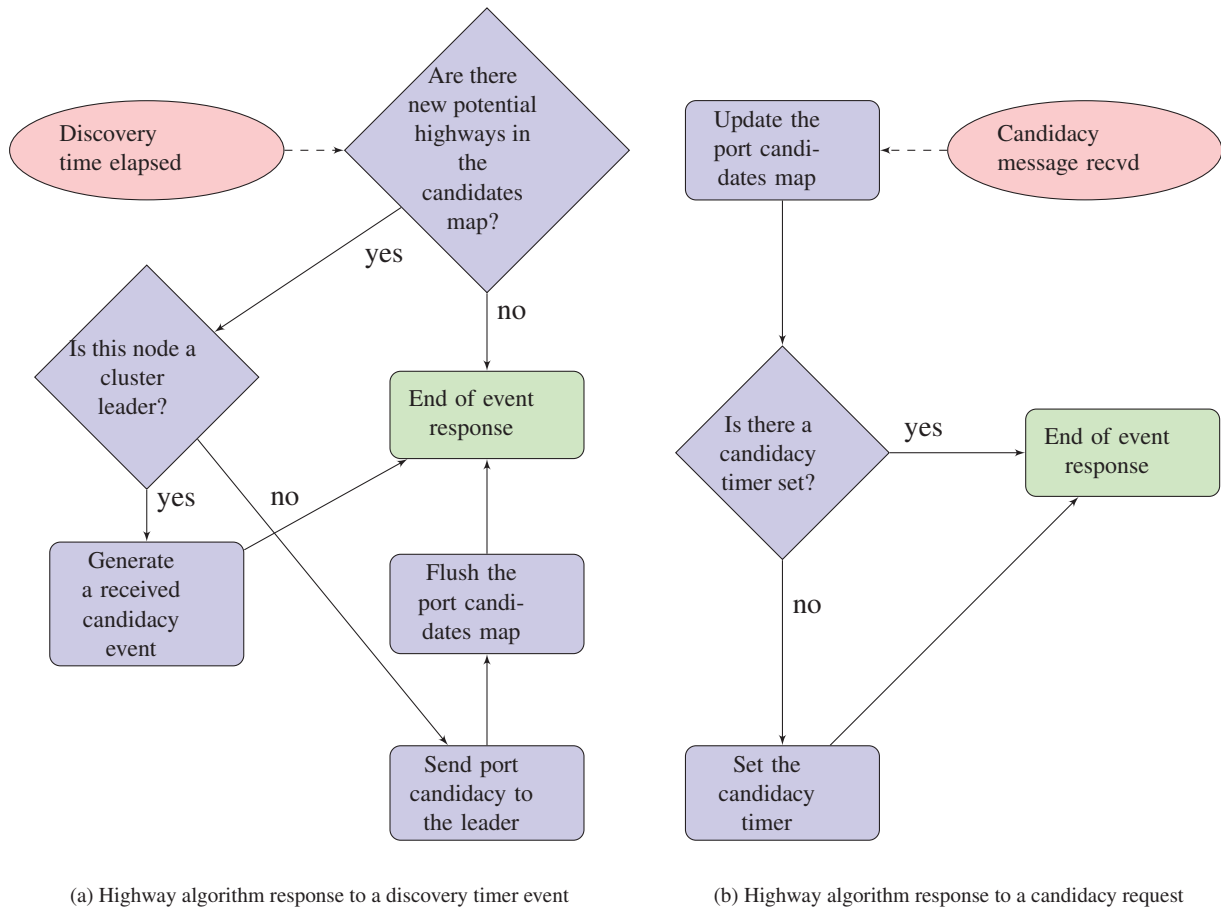 Discovery
time elapsed
Are there
new potential
highways in
the
candidates
map?
yes
no
Is this node a
cluster
leader?
End of event
response
yes
no
Generate
a received
candidacy
event
Flush the
port candi-
dates map
Send port
candidacy to
the leader
(a) Highway algorithm response to a discovery timer event
Update the
port candi-
dates map
Candidacy
message recvd
Is there a
candidacy
timer set?
yes
End of event
response
no
Set the
candidacy
timer
(b) Highway algorithm response to a candidacy request